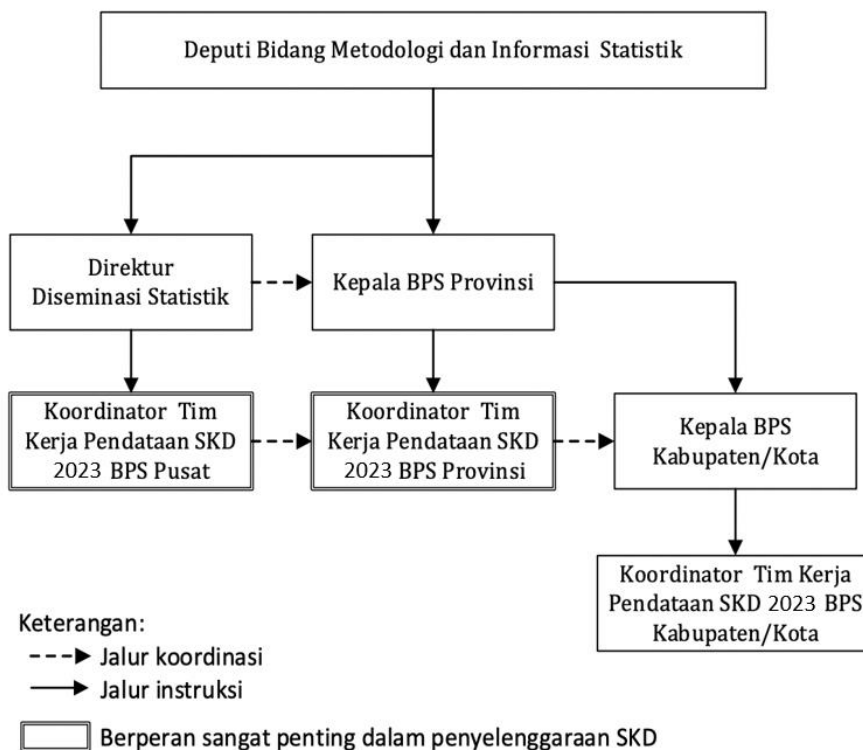 Deputi Bidang Metodologi dan Informasi Statistik
Direktur
Diseminasi Statistik
Kepala BPS Provinsi
Koordinator Tim
Kerja Pendataan SKD
2023 BPS Pusat
Koordinator Tim
Kerja Pendataan SKD
2023 BPS Provinsi
Kepala BPS
Kabupaten/Kota
Koordinator Tim Kerja
Pendataan SKD 2023 BPS
Kabupaten/Kota
Keterangan:
Jalur koordinasi
Jalur instruksi
Berperan sangat penting dalam penyelenggaraan SKD